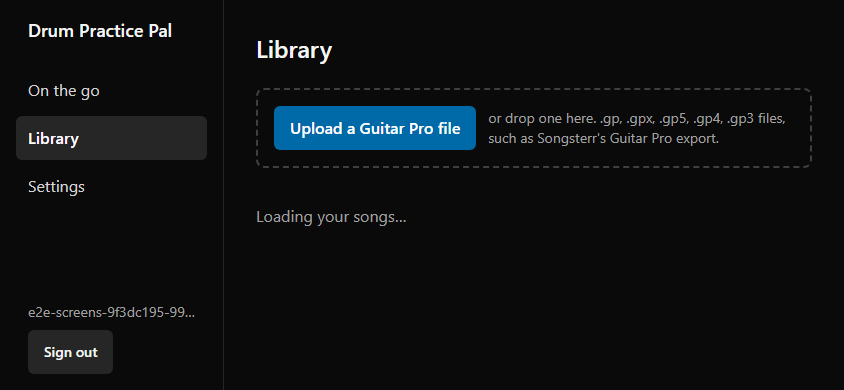 Drum Practice Pal
On the go
Library
Settings
e2e-screens-9f3dc195-99...
Sign out
Library
Upload a Guitar Pro file
or drop one here. .gp, .gpx, .gp5, .gp4, .gp3 files,
such as Songsterr's Guitar Pro export.
Loading your songs...